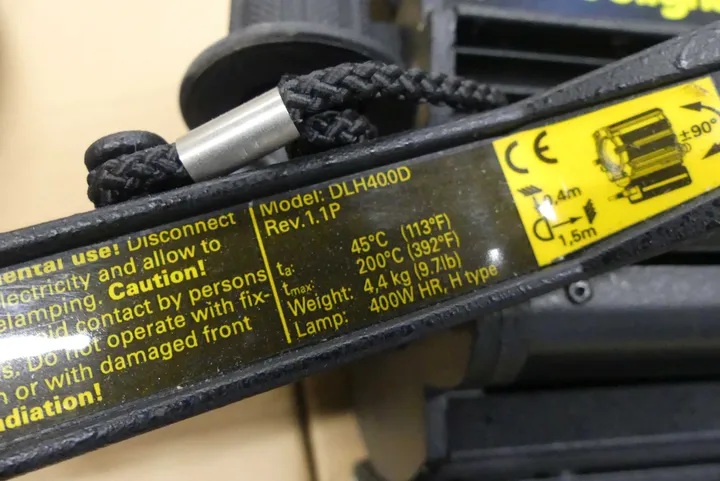 ental use! Disconnect
lectricity and allow to
elamping. Caution!
id contact by persons
s. Do not operate with fix-
n or with damaged front
adiation!
Model: DLH400D
Rev.1.1P
ta: 45°C (113°F)
tmax: 200°C (392°F)
Weight: 4,4 kg (9.7lb)
Lamp: 400W HR, H type
CE
±90°
0,4m
1,5m